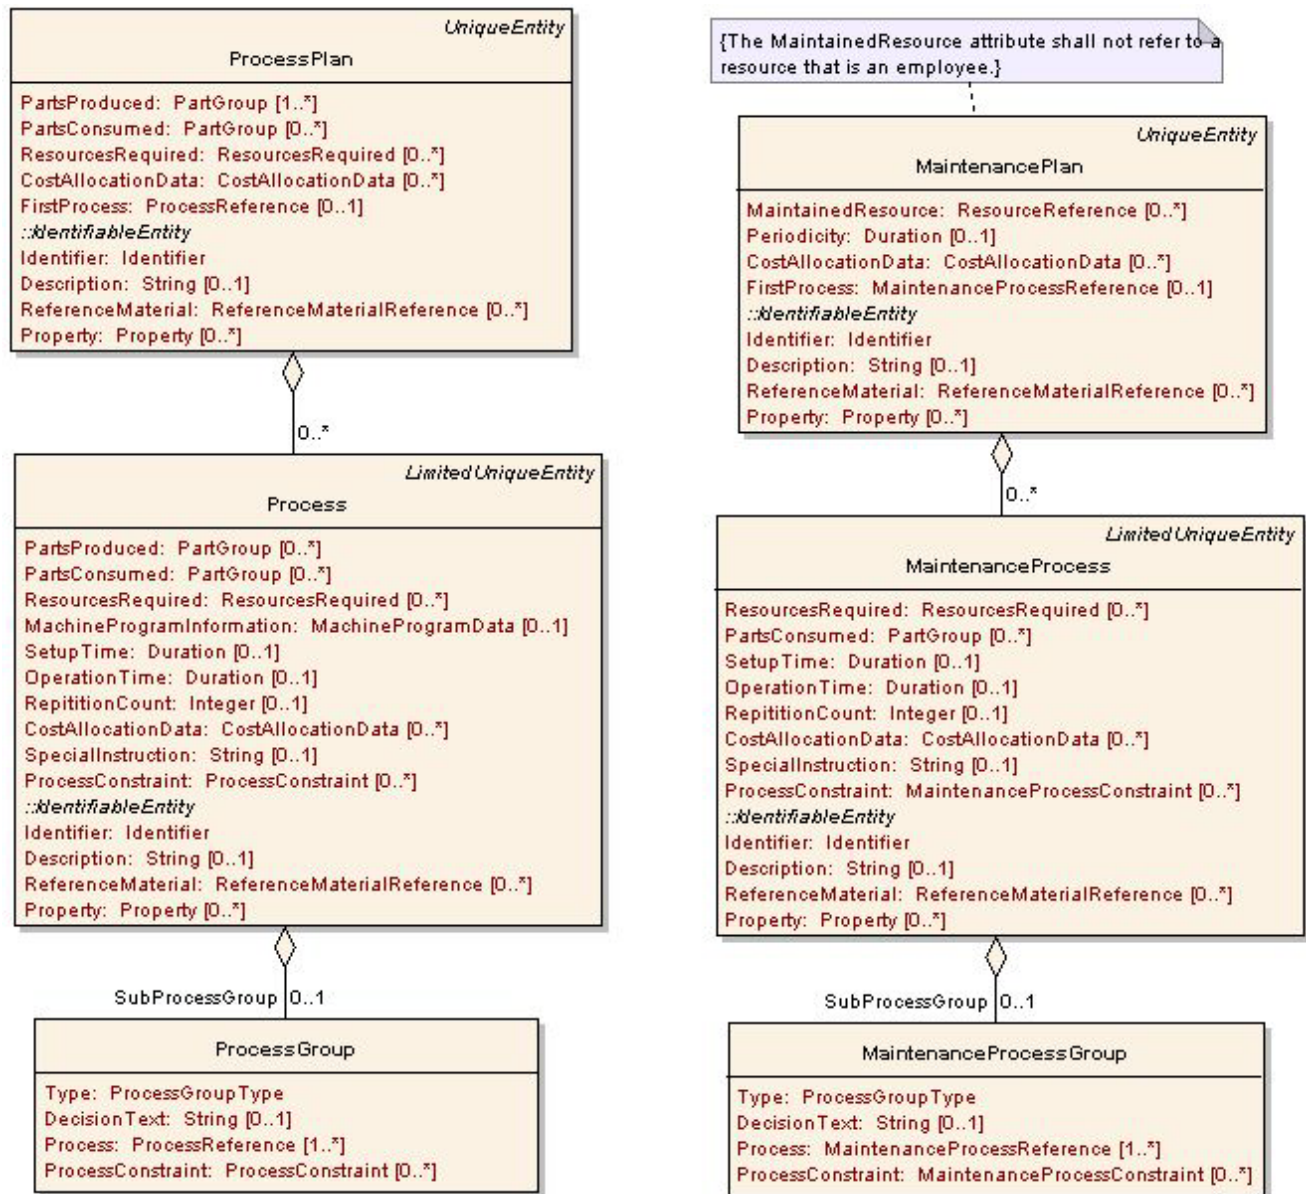 UniqueEntity
ProcessPlan
PartsProduced: PartGroup [1..*]
PartsConsumed: PartGroup [0..*]
ResourcesRequired: ResourcesRequired [0..*]
CostAllocationData: CostAllocationData [0..*]
FirstProcess: ProcessReference [0..1]
::IdentifiableEntity
Identifier: Identifier
Description: String [0..1]
ReferenceMaterial: ReferenceMaterialReference [0..*]
Property: Property [0..*]
0..*
LimitedUniqueEntity
Process
PartsProduced: PartGroup [0..*]
PartsConsumed: PartGroup [0..*]
ResourcesRequired: ResourcesRequired [0..*]
MachineProgramInformation: MachineProgramData [0..1]
SetupTime: Duration [0..1]
OperationTime: Duration [0..1]
RepititionCount: Integer [0..1]
CostAllocationData: CostAllocationData [0..*]
SpecialInstruction: String [0..1]
ProcessConstraint: ProcessConstraint [0..*]
::IdentifiableEntity
Identifier: Identifier
Description: String [0..1]
ReferenceMaterial: ReferenceMaterialReference [0..*]
Property: Property [0..*]
SubProcessGroup 0..1
ProcessGroup
Type: ProcessGroupType
DecisionText: String [0..1]
Process: ProcessReference [1..*]
ProcessConstraint: ProcessConstraint [0..*]
{The MaintainedResource attribute shall not refer to a
resource that is an employee.}
UniqueEntity
MaintenancePlan
MaintainedResource: ResourceReference [0..*]
Periodicity: Duration [0..1]
CostAllocationData: CostAllocationData [0..*]
FirstProcess: MaintenanceProcessReference [0..1]
::IdentifiableEntity
Identifier: Identifier
Description: String [0..1]
ReferenceMaterial: ReferenceMaterialReference [0..*]
Property: Property [0..*]
0..*
LimitedUniqueEntity
MaintenanceProcess
ResourcesRequired: ResourcesRequired [0..*]
PartsConsumed: PartGroup [0..*]
SetupTime: Duration [0..1]
OperationTime: Duration [0..1]
RepititionCount: Integer [0..1]
CostAllocationData: CostAllocationData [0..*]
SpecialInstruction: String [0..1]
ProcessConstraint: MaintenanceProcessConstraint [0..*]
::IdentifiableEntity
Identifier: Identifier
Description: String [0..1]
ReferenceMaterial: ReferenceMaterialReference [0..*]
Property: Property [0..*]
SubProcessGroup 0..1
MaintenanceProcessGroup
Type: ProcessGroupType
DecisionText: String [0..1]
Process: MaintenanceProcessReference [1..*]
ProcessConstraint: MaintenanceProcessConstraint [0..*]